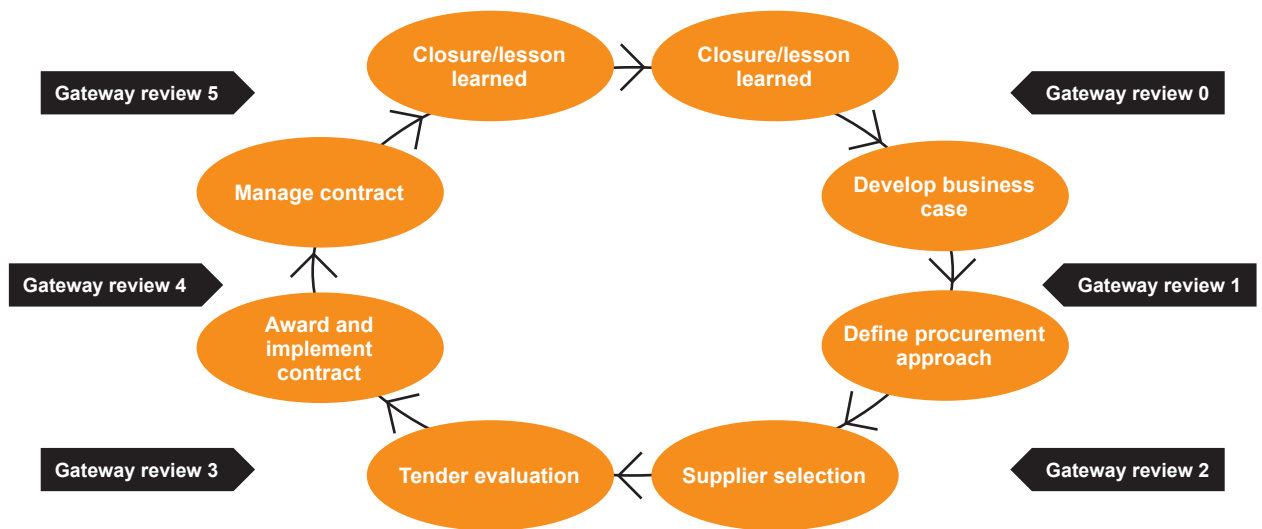 Closure/lesson
learned
Closure/lesson
learned
Gateway review 5
Gateway review 0
Manage contract
Develop business
case
Gateway review 4
Gateway review 1
Award and
implement
contract
Define procurement
approach
Gateway review 3
Tender evaluation
Supplier selection
Gateway review 2